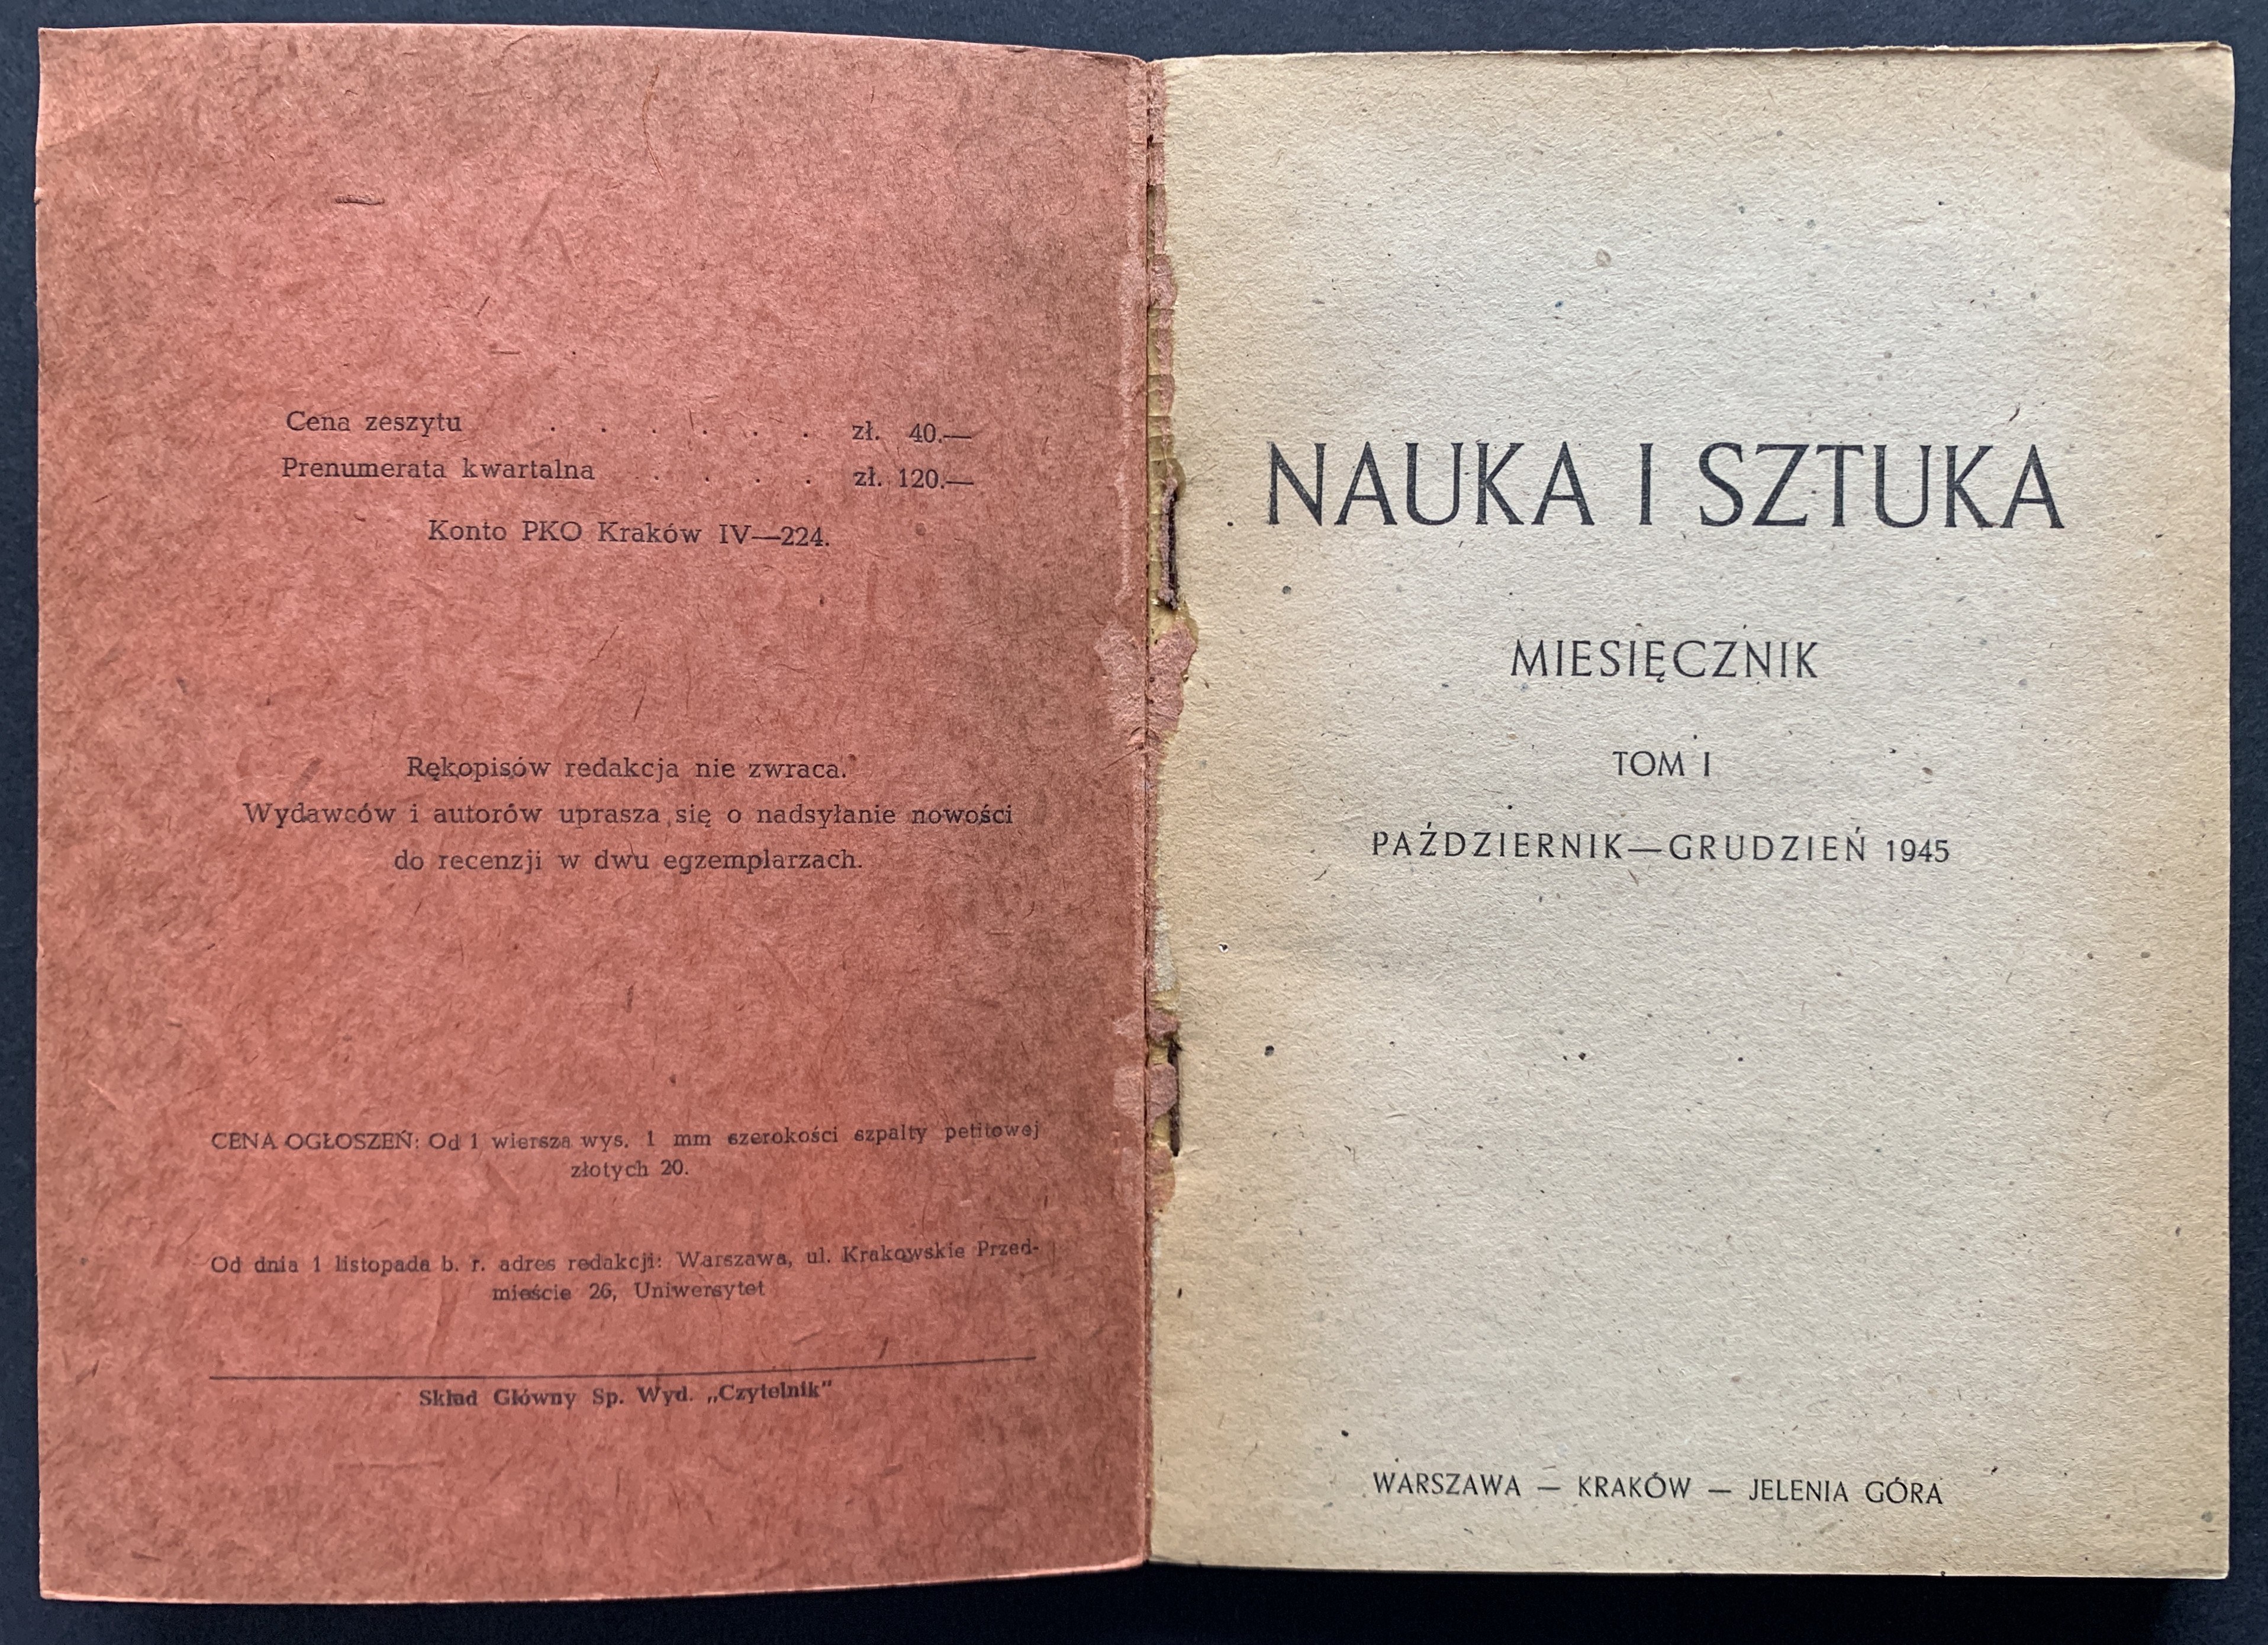 Cena zeszytu . . . . . . zł. 40.—
Prenumerata kwartalna . . . . zł. 120.—
Konto PKO Kraków IV—224.
Rękopisów redakcja nie zwraca.
Wydawców i autorów uprasza się o nadsyłanie nowości
do recenzji w dwu egzemplarzach.
CENA OGŁOSZEŃ: Od 1 wiersza wys. 1 mm szerokości szpalty petitowej
złotych 20.
Od dnia 1 listopada b. r. adres redakcji: Warszawa, ul. Krakowskie Przed-
mieście 26, Uniwersytet
Skład Główny Sp. Wyd. „Czytelnik"
NAUKA I SZTUKA
MIESIĘCZNIK
TOM I
PAŹDZIERNIK—GRUDZIEŃ 1945
WARSZAWA — KRAKÓW — JELENIA GÓRA